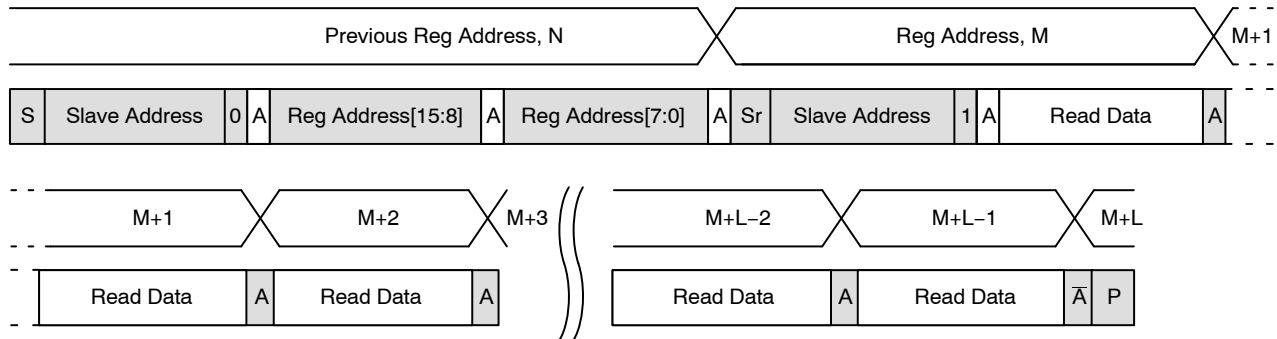 Previous Reg Address, N Reg Address, M M+1
S Slave Address 0 A Reg Address[15:8] A Reg Address[7:0] A Sr Slave Address 1 A Read Data A
M+1 M+2 M+3 M+L−2 M+L−1 M+L
Read Data A Read Data A Read Data A Read Data A̅ P